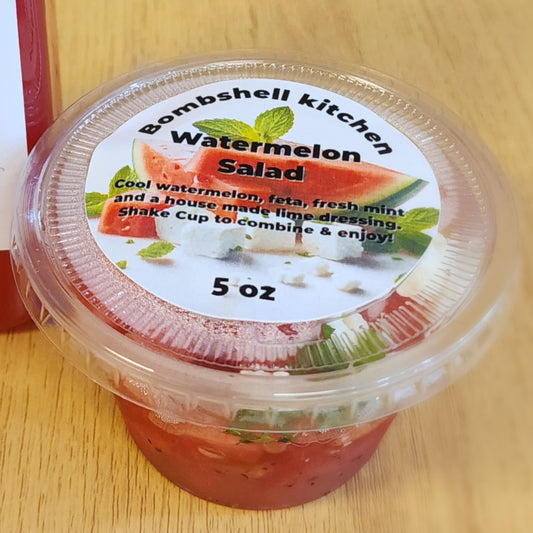 Bombshell Kitchen
Watermelon
Salad
Cool watermelon, feta, fresh mint
and a house made lime dressing.
Shake Cup to combine & enjoy!
5 oz